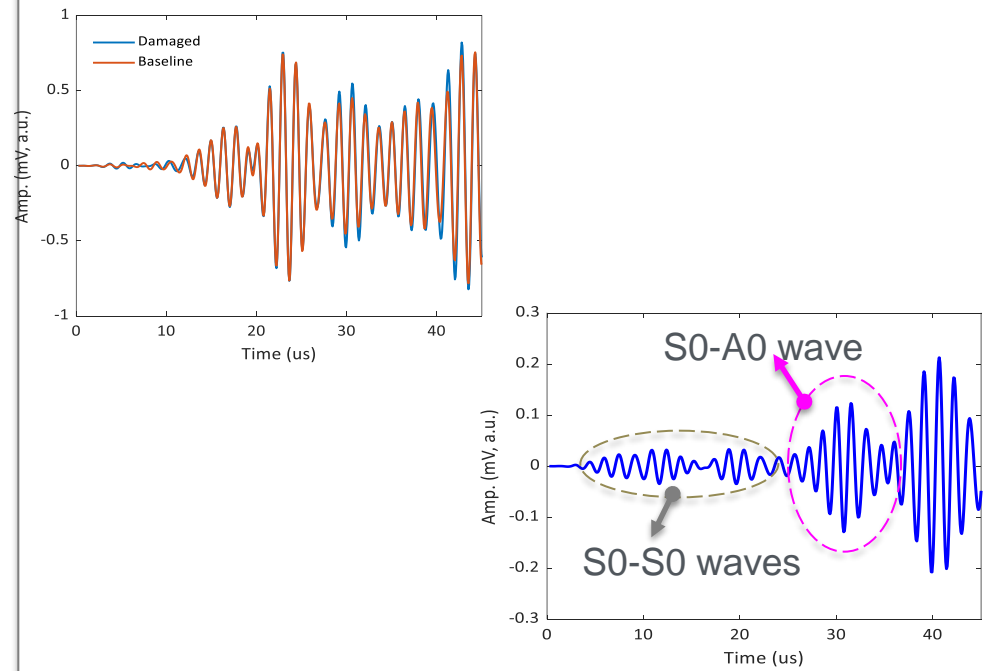 1
Damaged
Baseline
0.5
0
-0.5
-1
Amp. (mV, a.u.)
0 10 20 30 40
Time (us)
0.3
S0-A0 wave
0.2
0.1
0
-0.1
-0.2
-0.3
Amp. (mV, a.u.)
S0-S0 waves
0 10 20 30 40
Time (us)